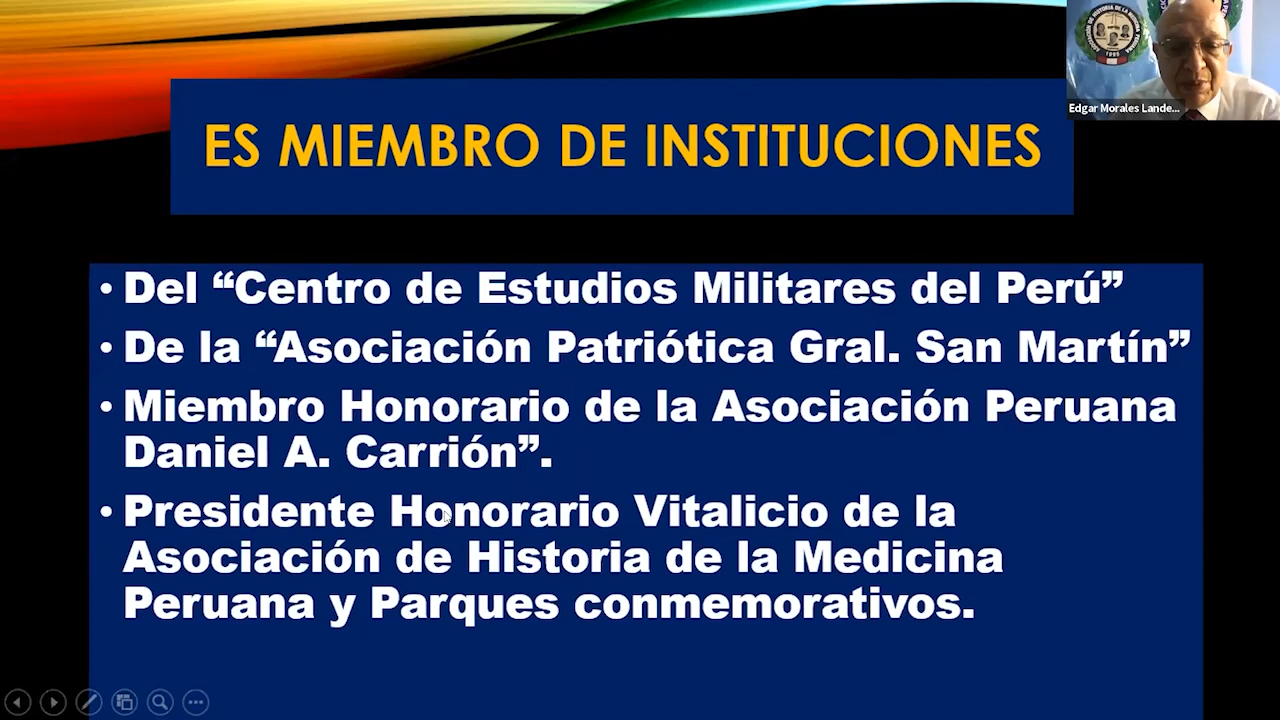 Edgar Morales Lande...
ES MIEMBRO DE INSTITUCIONES
• Del “Centro de Estudios Militares del Perú”
• De la “Asociación Patriótica Gral. San Martín”
• Miembro Honorario de la Asociación Peruana
Daniel A. Carrión”.
• Presidente Honorario Vitalicio de la
Asociación de Historia de la Medicina
Peruana y Parques conmemorativos.